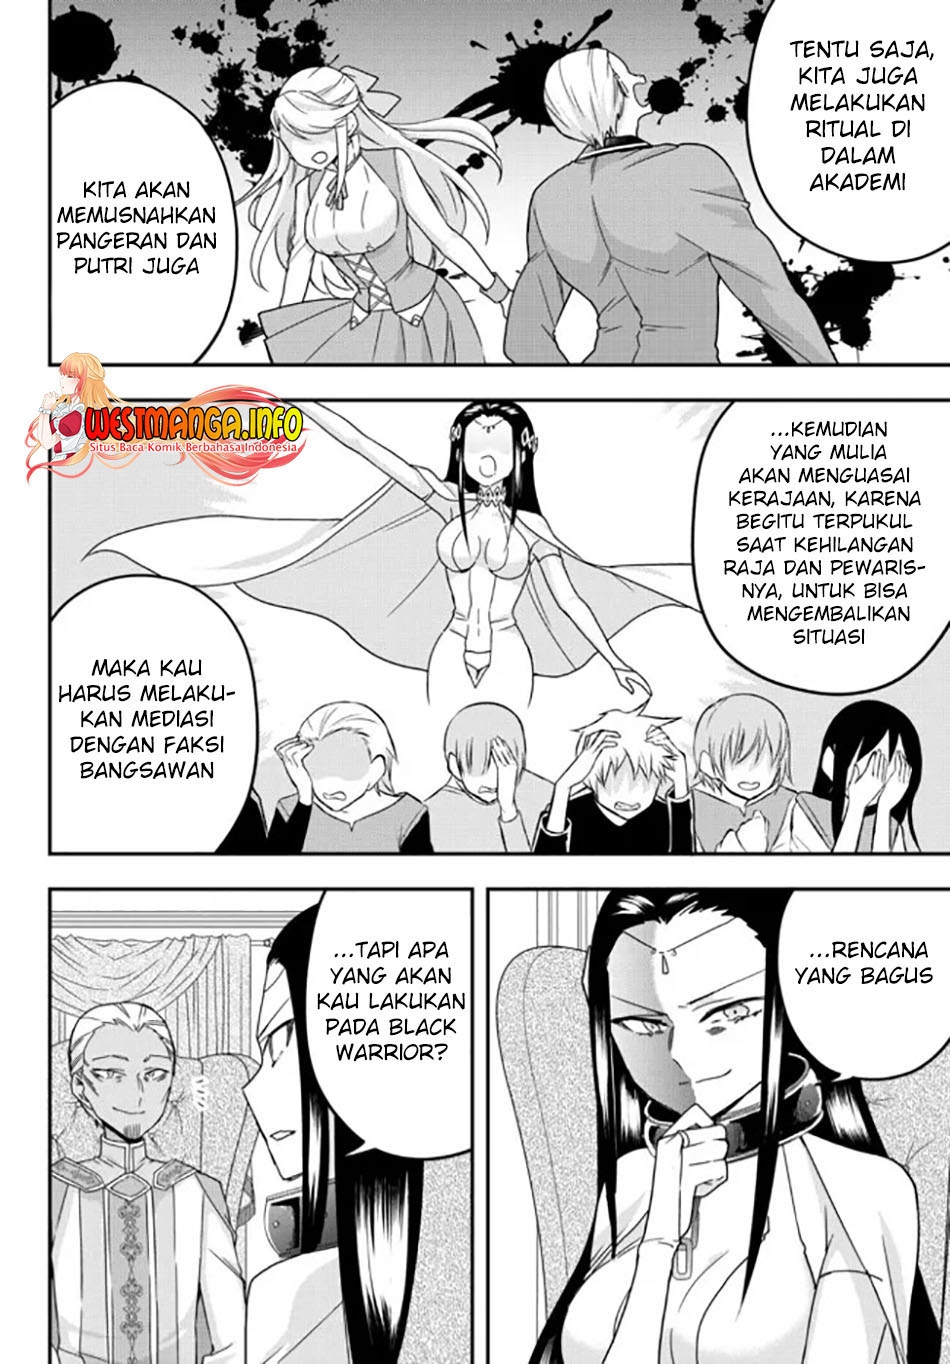 TENTU SAJA,
KITA JUGA
MELAKUKAN
RITUAL DI
DALAM
AKADEMI
KITA AKAN
MEMUSNAHKAN
PANGERAN DAN
PUTRI JUGA
WESTMANGA.INFO
Situs Baca Komik Berbahasa Indonesia
...KEMUDIAN
YANG MULIA
AKAN MENGUASAI
KERAJAAN, KARENA
BEGITU TERPUKUL
SAAT KEHILANGAN
RAJA DAN PEWARIS-
NYA, UNTUK BISA
MENGEMBALIKAN
SITUASI
MAKA KAU
HARUS MELAKU-
KAN MEDIASI
DENGAN FAKSI
BANGSAWAN
...RENCANA
YANG BAGUS
...TAPI APA
YANG AKAN
KAU LAKUKAN
PADA BLACK
WARRIOR?